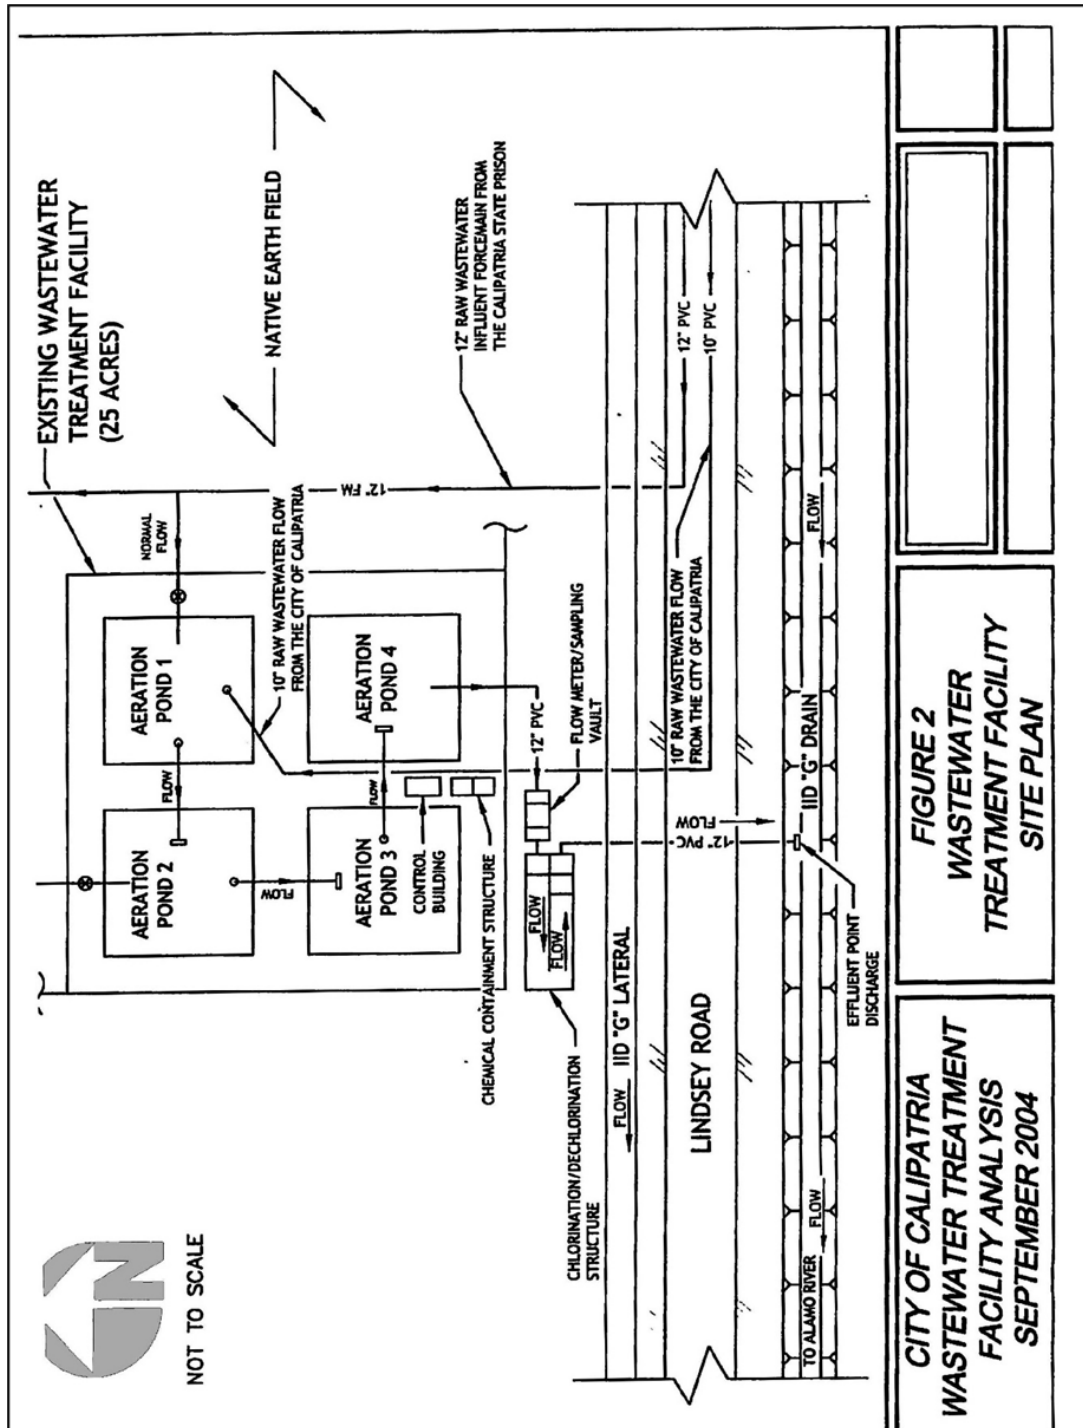 EXISTING WASTEWATER
TREATMENT FACILITY
(25 ACRES)
NATIVE EARTH FIELD
12" RAW WASTEWATER
INFLUENT FORCEMAIN FROM
THE CALIPATRIA STATE PRISON
NORMAL
FLOW
12" FM
10" RAW WASTEWATER FLOW
FROM THE CITY OF CALIPATRIA
AERATION
POND 1
FLOW
AERATION
POND 2
FLOW
AERATION
POND 3
FLOW
AERATION
POND 4
CONTROL
BUILDING
CHEMICAL CONTAINMENT STRUCTURE
12" PVC
FLOW METER/SAMPLING
VAULT
FLOW
FLOW
CHLORINATION/DECHLORINATION
STRUCTURE
12" PVC
10" PVC
10" RAW WASTEWATER FLOW
FROM THE CITY OF CALIPATRIA
12" PVC
FLOW
FLOW
IID "G" LATERAL
LINDSEY ROAD
FLOW
IID "G" DRAIN
EFFLUENT POINT
DISCHARGE
TO ALAMO RIVER
FLOW
N
NOT TO SCALE
CITY OF CALIPATRIA
WASTEWATER TREATMENT
FACILITY ANALYSIS
SEPTEMBER 2004
FIGURE 2
WASTEWATER
TREATMENT FACILITY
SITE PLAN